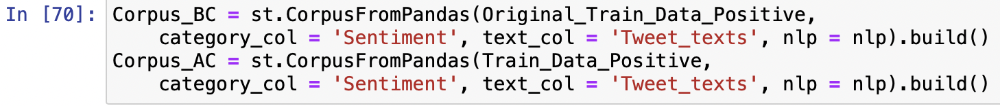 In [70]: Corpus_BC = st.CorpusFromPandas(Original_Train_Data_Positive,
category_col = 'Sentiment', text_col = 'Tweet_texts', nlp = nlp).build()
Corpus_AC = st.CorpusFromPandas(Train_Data_Positive,
category_col = 'Sentiment', text_col = 'Tweet_texts', nlp = nlp).build()